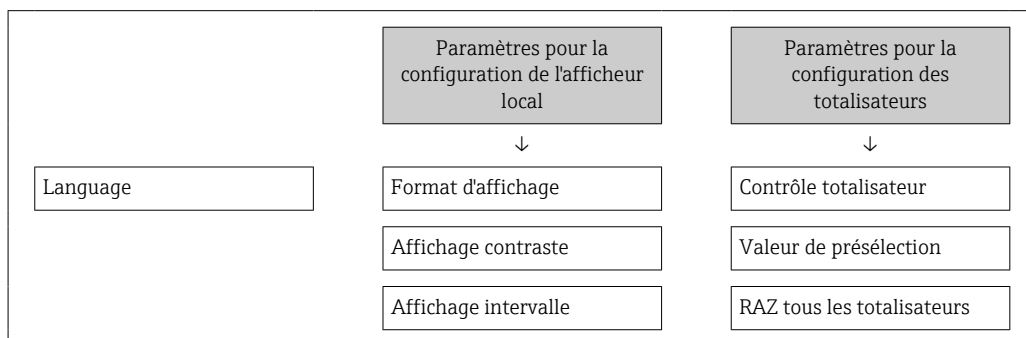 Paramètres pour la
configuration de l'afficheur
local
Paramètres pour la
configuration des
totalisateurs
↓
↓
Language
Format d'affichage
Contrôle totalisateur
Affichage contraste
Valeur de présélection
Affichage intervalle
RAZ tous les totalisateurs